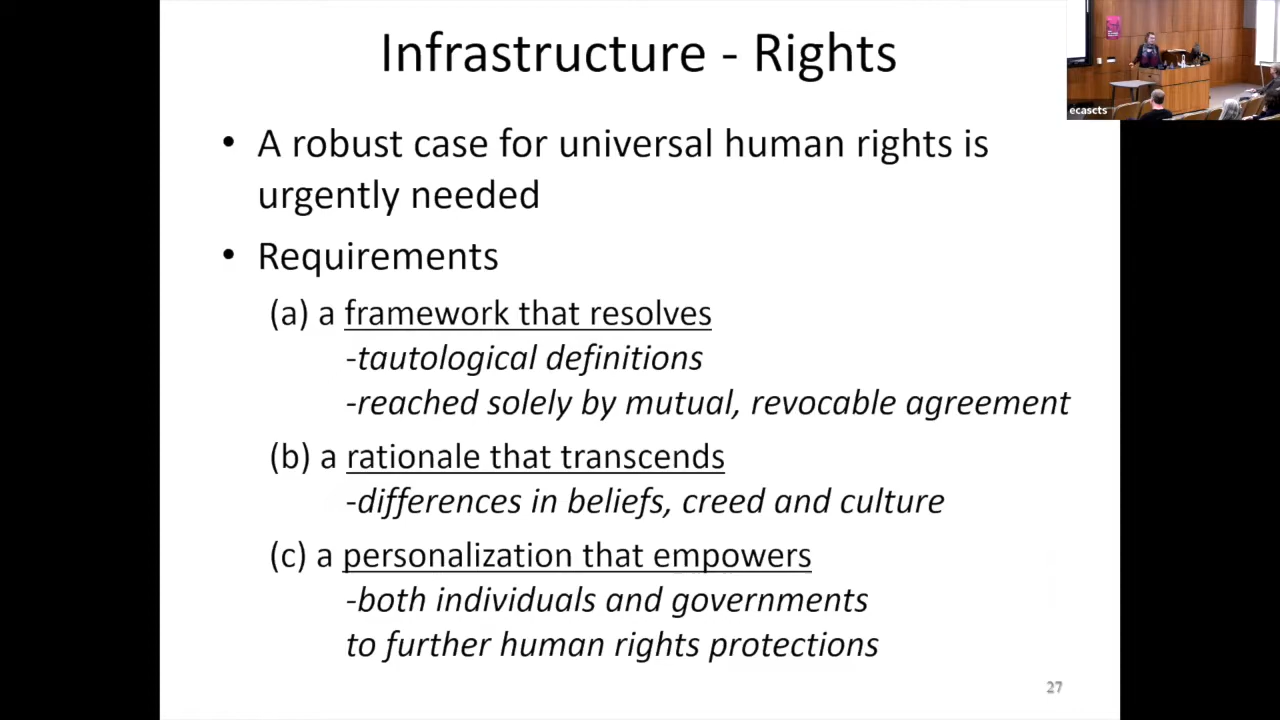 Infrastructure - Rights
ecascts
• A robust case for universal human rights is
urgently needed
• Requirements
(a) a framework that resolves
-tautological definitions
-reached solely by mutual, revocable agreement
(b) a rationale that transcends
-differences in beliefs, creed and culture
(c) a personalization that empowers
-both individuals and governments
to further human rights protections
27